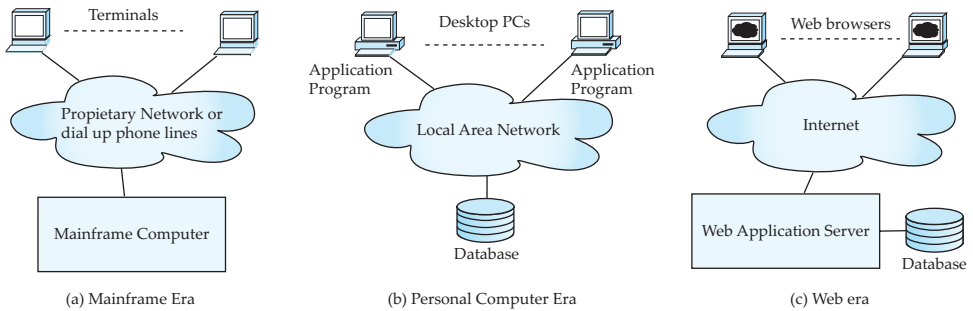 Terminals
Propietary Network or
dial up phone lines
Mainframe Computer
(a) Mainframe Era
Desktop PCs
Application
Program
Application
Program
Local Area Network
Database
(b) Personal Computer Era
Web browsers
Internet
Web Application Server
Database
(c) Web era